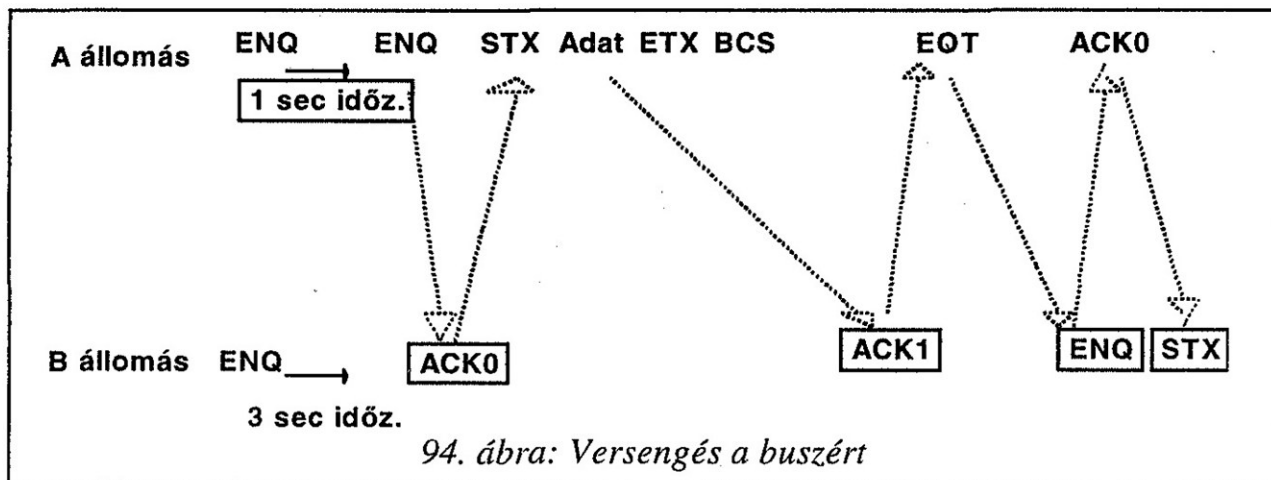 A állomás ENQ ENQ STX Adat ETX BCS EOT ACK0
1 sec időz.
B állomás ENQ ACK0 ACK1 ENQ STX
3 sec időz.
94. ábra: Versengés a buszért